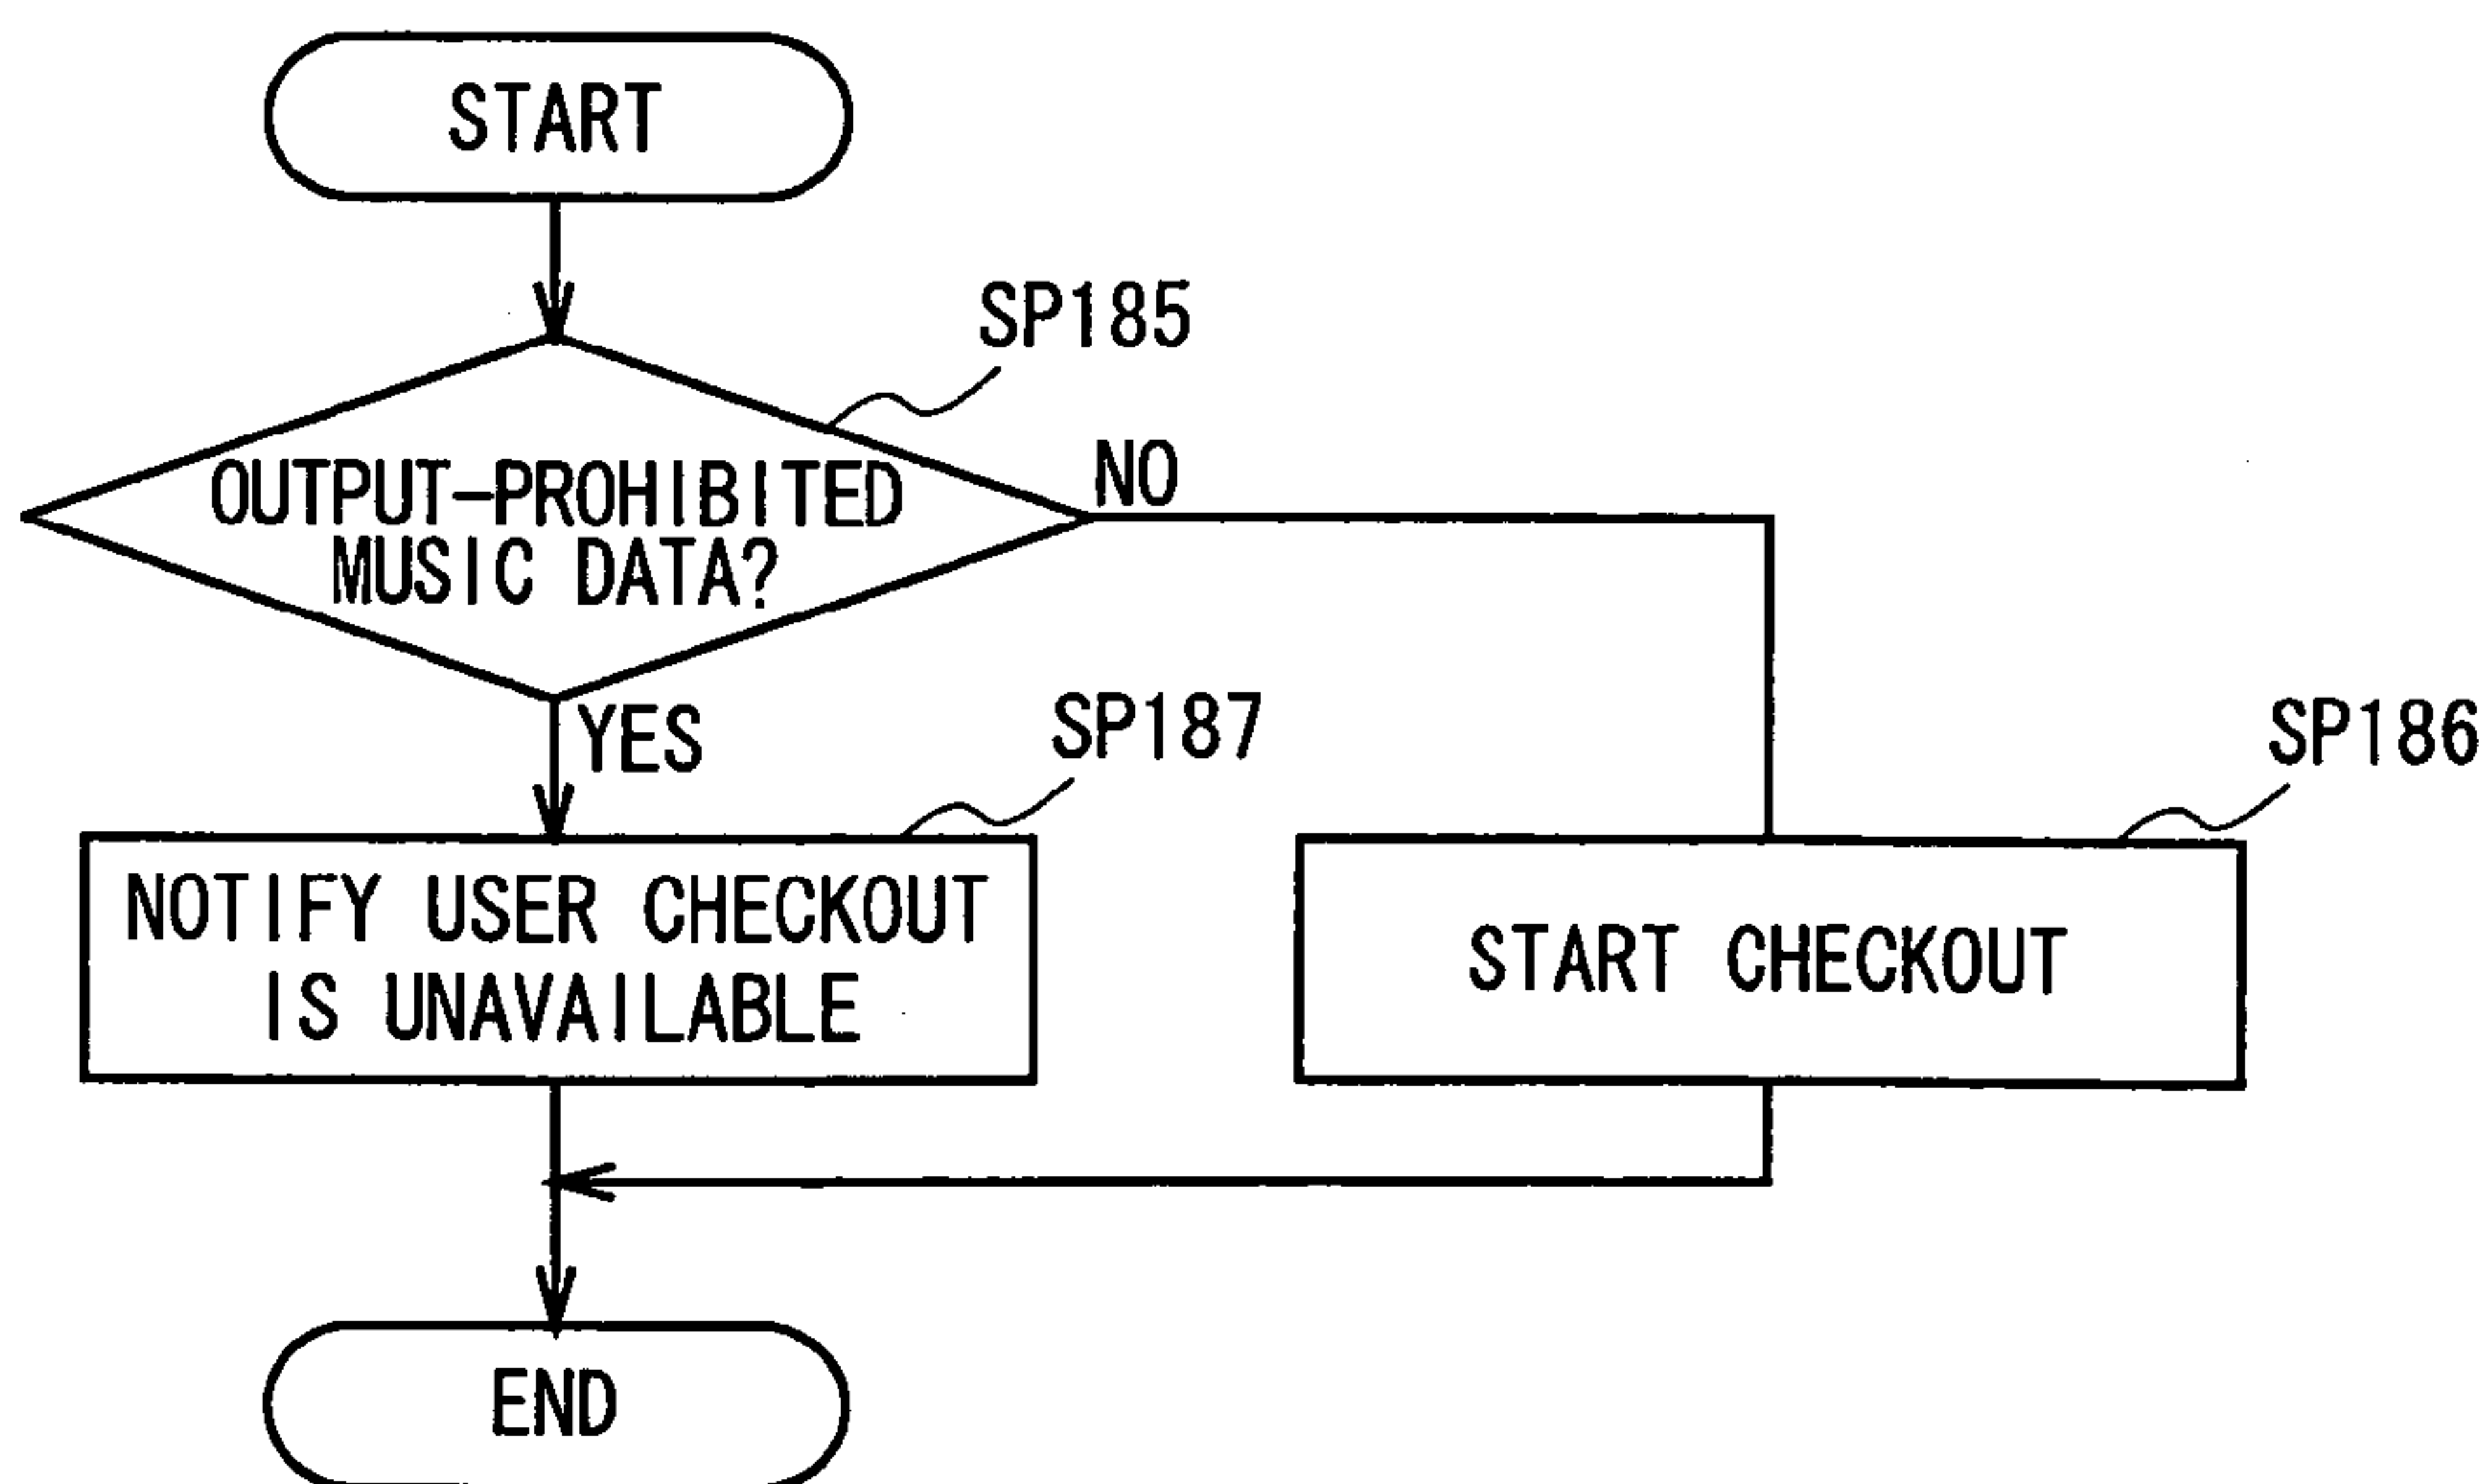 START
SP185
OUTPUT-PROHIBITED
MUSIC DATA?
NO
YES
SP187
SP186
NOTIFY USER CHECKOUT
IS UNAVAILABLE
START CHECKOUT
END